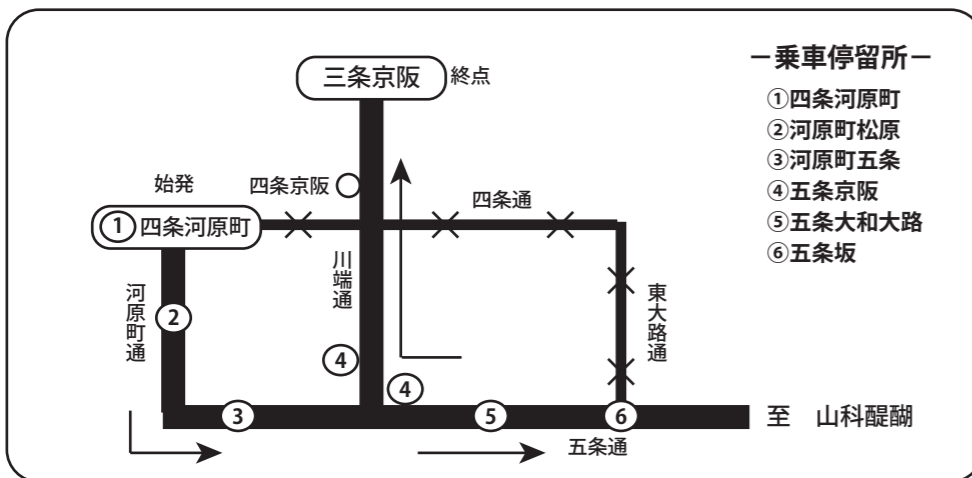 三条京阪
終点
始発
四条京阪
四条通
①四条河原町
川端通
河原町通
東大路通
②
④
④
③
⑤
⑥
至 山科醍醐
五条通
－乗車停留所－
①四条河原町
②河原町松原
③河原町五条
④五条京阪
⑤五条大和大路
⑥五条坂